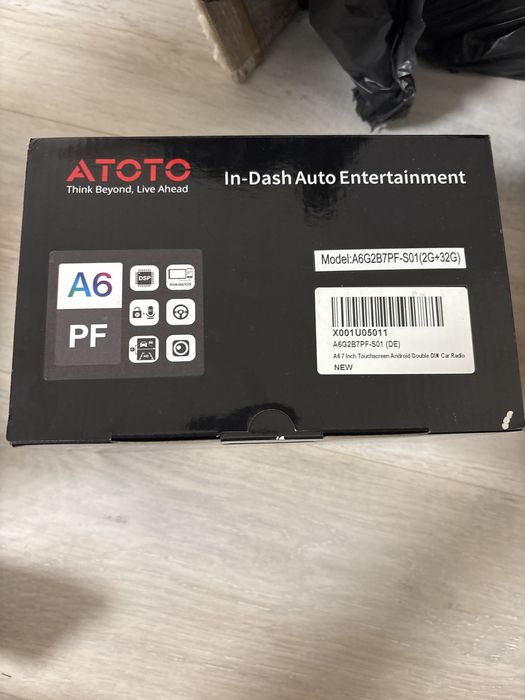 ATOTO
Think Beyond, Live Ahead
In-Dash Auto Entertainment
Model:A6G2B7PF-S01(2G+32G)
A6
PF
DSP
Android/iOS
X001U05011
A6G2B7PF-S01 (DE)
A6 7 Inch Touchscreen Android Double DIN Car Radio
NEW